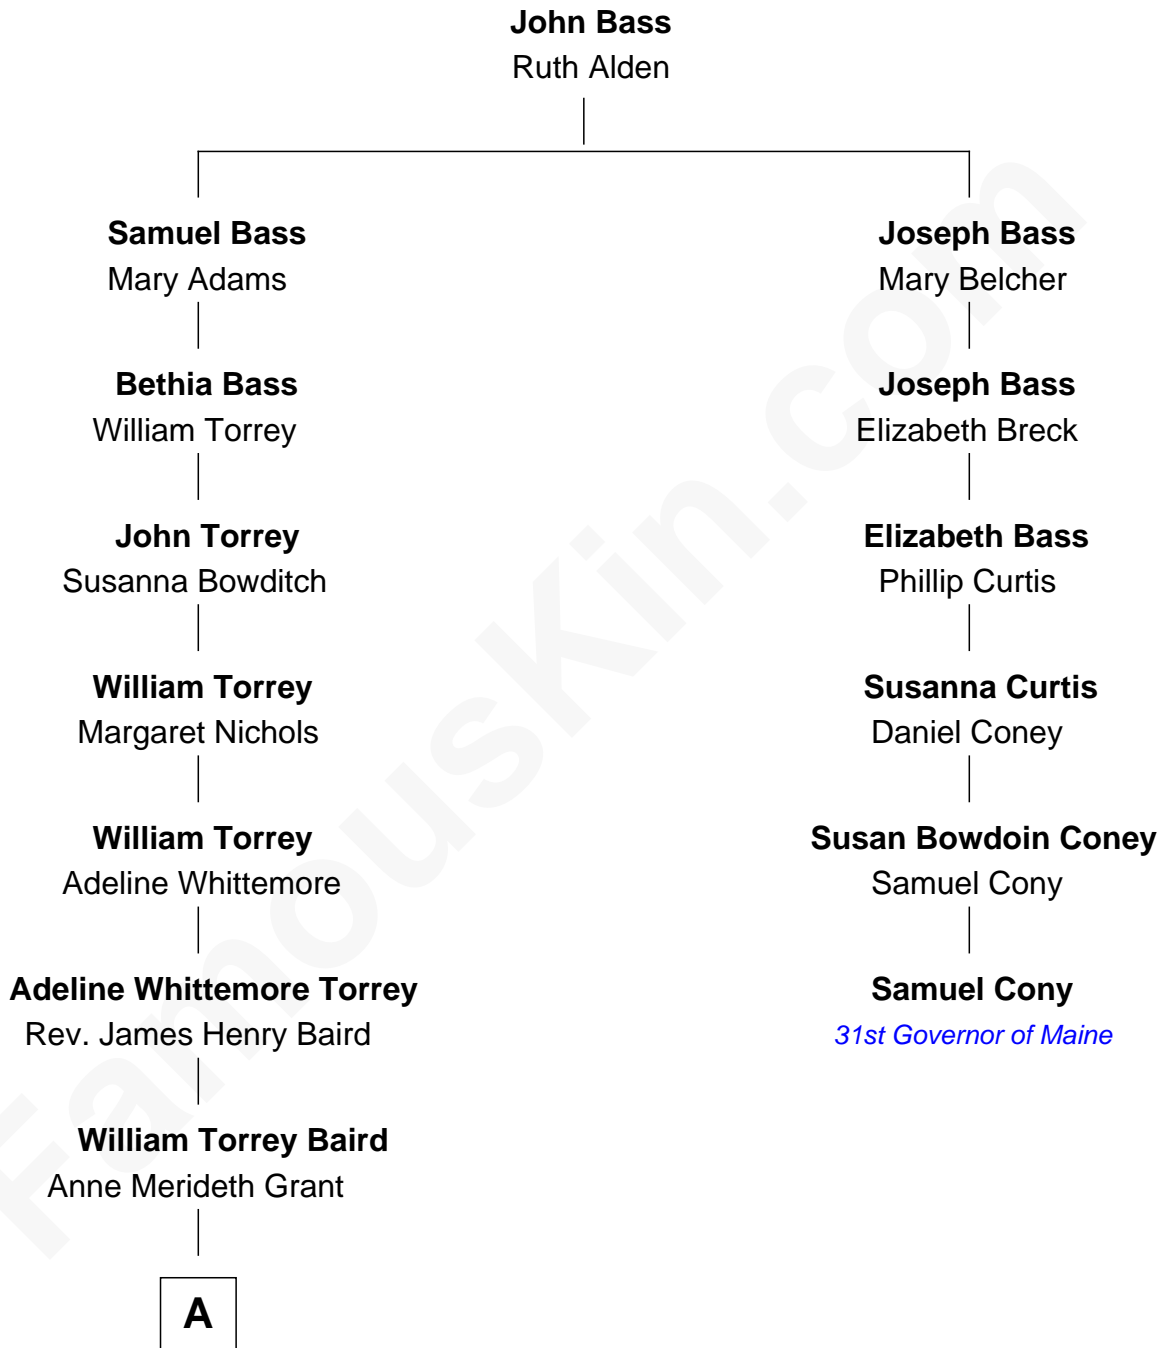 John Bass
Ruth Alden
Samuel Bass
Mary Adams
Joseph Bass
Mary Belcher
Bethia Bass
William Torrey
Joseph Bass
Elizabeth Breck
John Torrey
Susanna Bowditch
Elizabeth Bass
Phillip Curtis
William Torrey
Margaret Nichols
Susanna Curtis
Daniel Coney
William Torrey
Adeline Whittemore
Susan Bowdoin Coney
Samuel Cony
Adeline Whittemore Torrey
Rev. James Henry Baird
Samuel Cony
31st Governor of Maine
William Torrey Baird
Anne Merideth Grant
A
FamousKin.com